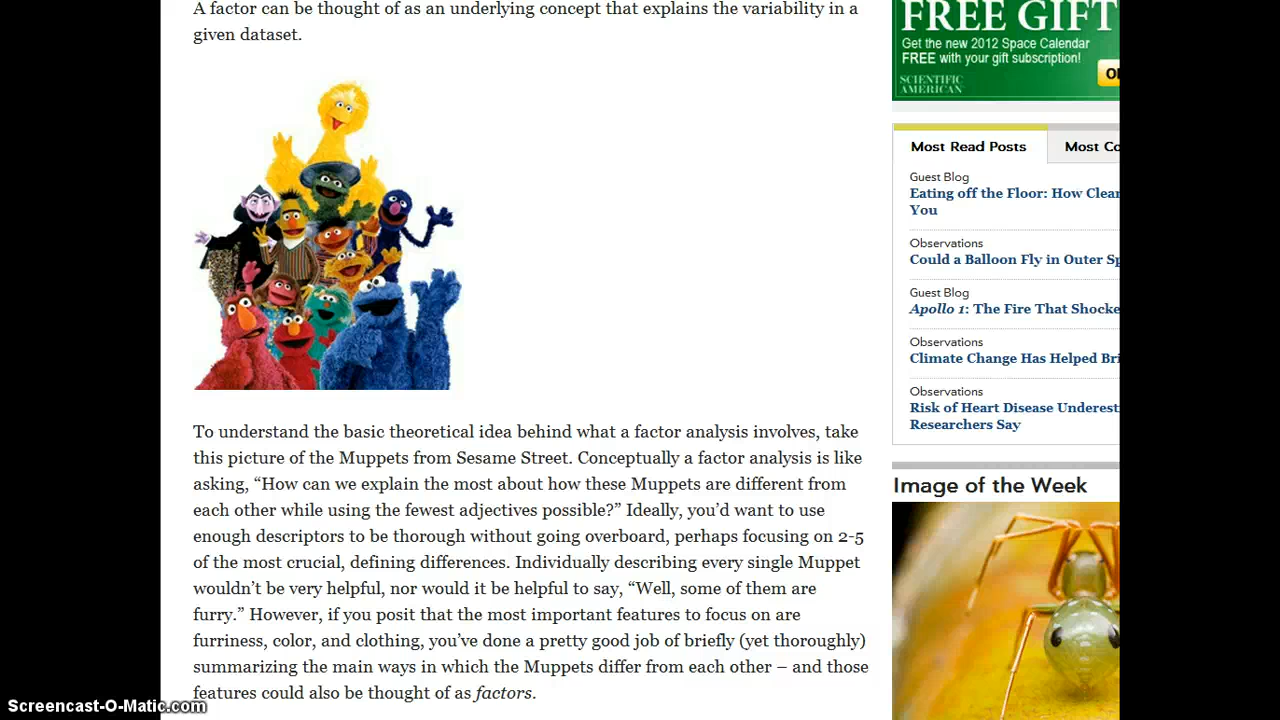 A factor can be thought of as an underlying concept that explains the variability in a
given dataset.
To understand the basic theoretical idea behind what a factor analysis involves, take
this picture of the Muppets from Sesame Street. Conceptually a factor analysis is like
asking, “How can we explain the most about how these Muppets are different from
each other while using the fewest adjectives possible?” Ideally, you’d want to use
enough descriptors to be thorough without going overboard, perhaps focusing on 2-5
of the most crucial, defining differences. Individually describing every single Muppet
wouldn’t be very helpful, nor would it be helpful to say, “Well, some of them are
furry.” However, if you posit that the most important features to focus on are
furriness, color, and clothing, you’ve done a pretty good job of briefly (yet thoroughly)
summarizing the main ways in which the Muppets differ from each other – and those
features could also be thought of as factors.
FREE GIFT
Get the new 2012 Space Calendar
FREE with your gift subscription!
SCIENTIFIC
AMERICAN
Most Read Posts
Most Co
Guest Blog
Eating off the Floor: How Clean
You
Observations
Could a Balloon Fly in Outer Sp
Guest Blog
Apollo 1: The Fire That Shocke
Observations
Climate Change Has Helped Bri
Observations
Risk of Heart Disease Underesti
Researchers Say
Image of the Week
Screencast-O-Matic.com